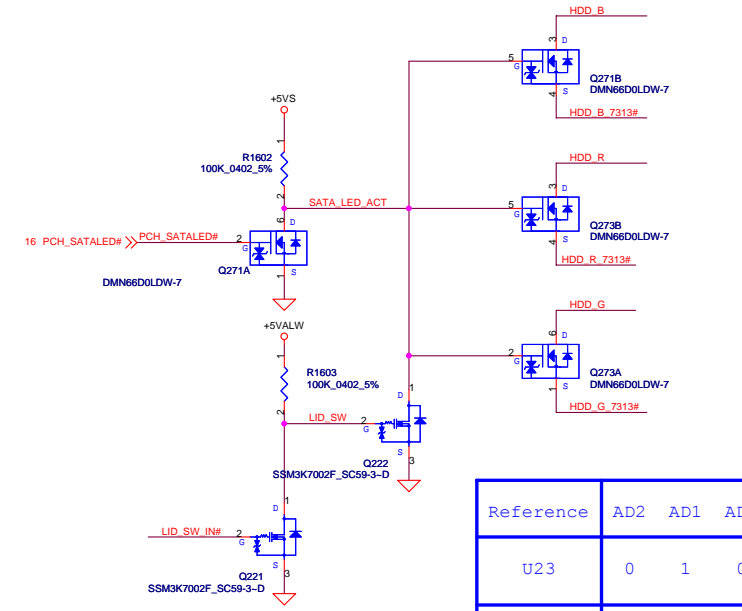 HDD_B
3
D
5
G
Q271B
DMN66D0LDW-7
4
S
HDD_B_7313#
+5VS
1
R1602
100K_0402_5%
2
SATA_LED_ACT
HDD_R
3
D
5
G
Q273B
DMN66D0LDW-7
4
S
HDD_R_7313#
16 PCH_SATALED#
PCH_SATALED#
6
D
2
G
Q271A
1
S
DMN66D0LDW-7
HDD_G
6
D
2
G
Q273A
DMN66D0LDW-7
1
S
HDD_G_7313#
+5VALW
1
R1603
100K_0402_5%
2
LID_SW
D
1
2
G
S
3
Q222
SSM3K7002F_SC59-3~D
LID_SW_IN#
D
1
2
G
S
3
Q221
SSM3K7002F_SC59-3~D
Reference AD2 AD1
U23 0 1